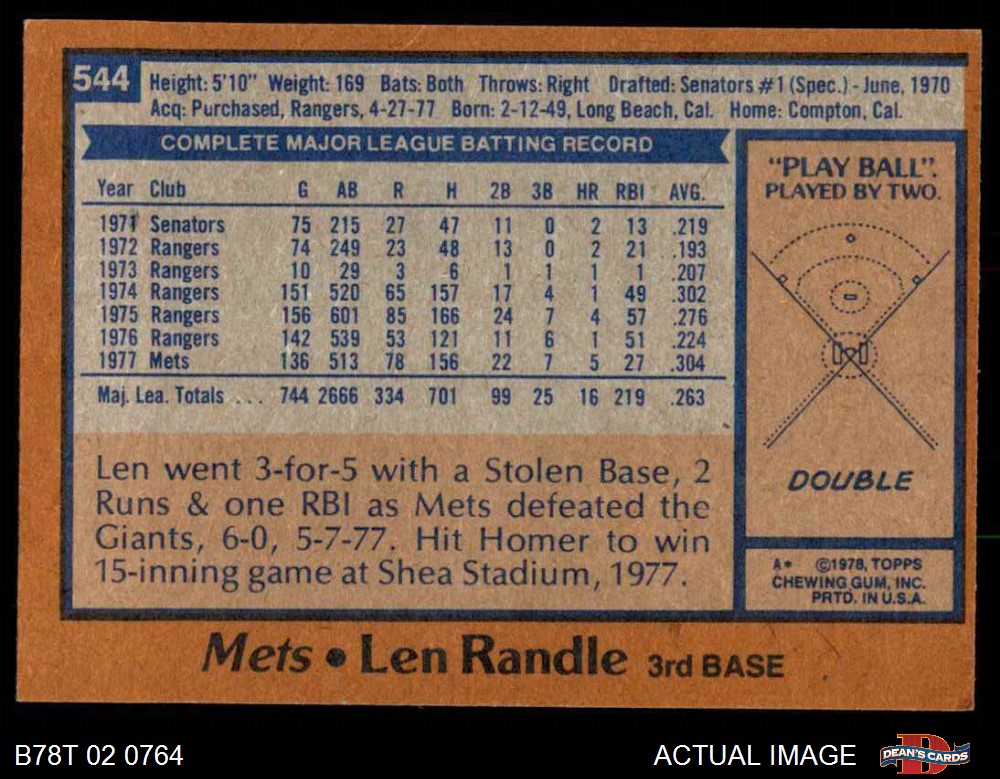 544
Height: 5'10" Weight: 169 Bats: Both Throws: Right Drafted: Senators #1 (Spec.) - June, 1970
Acq: Purchased, Rangers, 4-27-77 Born: 2-12-49, Long Beach, Cal. Home: Compton, Cal.
COMPLETE MAJOR LEAGUE BATTING RECORD
Year Club G AB R H 2B 3B HR RBI AVG.
1971 Senators 75 215 27 47 11 0 2 13 .219
1972 Rangers 74 249 23 48 13 0 2 21 .193
1973 Rangers 10 29 3 6 1 1 1 1 .207
1974 Rangers 151 520 65 157 17 4 1 49 .302
1975 Rangers 156 601 85 166 24 7 4 57 .276
1976 Rangers 142 539 53 121 11 6 1 51 .224
1977 Mets 136 513 78 156 22 7 5 27 .304
Maj. Lea. Totals ... 744 2666 334 701 99 25 16 219 .263
Len went 3-for-5 with a Stolen Base, 2
Runs & one RBI as Mets defeated the
Giants, 6-0, 5-7-77. Hit Homer to win
15-inning game at Shea Stadium, 1977.
"PLAY BALL".
PLAYED BY TWO.
DOUBLE
A* ©1978, TOPPS
CHEWING GUM, INC.
PRTD. IN U.S.A.
Mets • Len Randle 3rd BASE
B78T 02 0764
ACTUAL IMAGE
DEAN'S CARDS